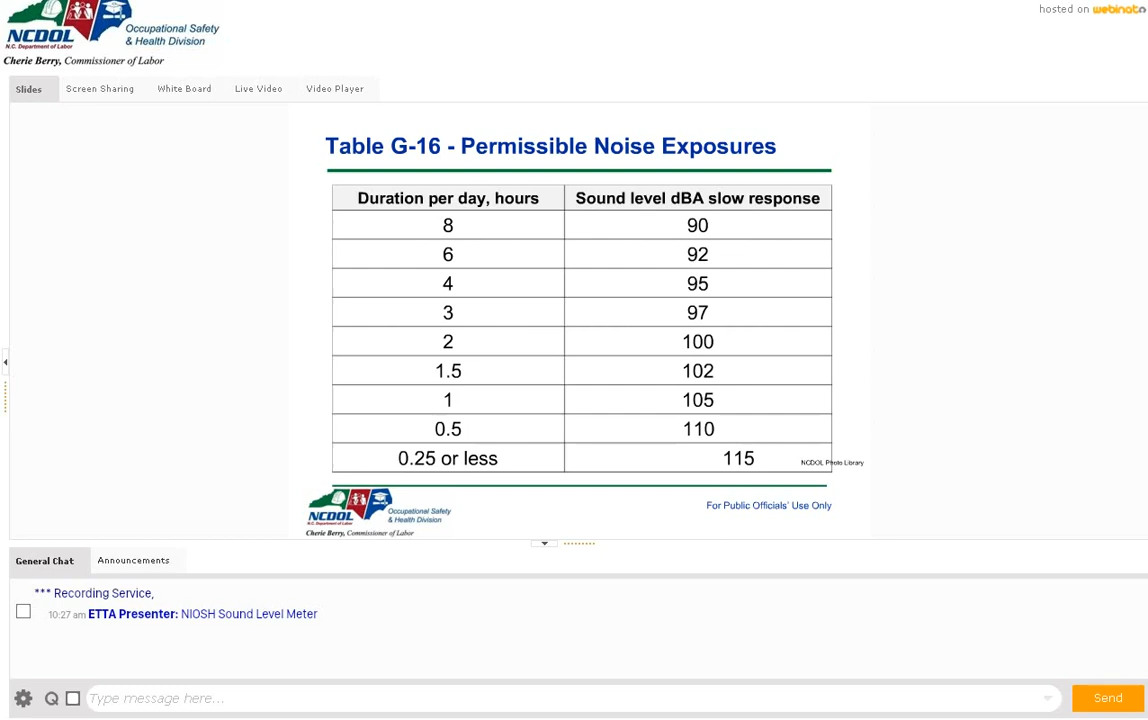 hosted on webinato
NCDOL
N.C. Department of Labor
Occupational Safety
& Health Division
Cherie Berry, Commissioner of Labor
Slides Screen Sharing White Board Live Video Video Player
Table G-16 - Permissible Noise Exposures
Duration per day, hours Sound level dBA slow response
8 90
6 92
4 95
3 97
2 100
1.5 102
1 105
0.5 110
0.25 or less 115
NCDOL Photo Library
NCDOL
N.C. Department of Labor
Occupational Safety
& Health Division
Cherie Berry, Commissioner of Labor
For Public Officials' Use Only
General Chat Announcements
*** Recording Service,
10:27 am ETTA Presenter: NIOSH Sound Level Meter
Type message here...
Send